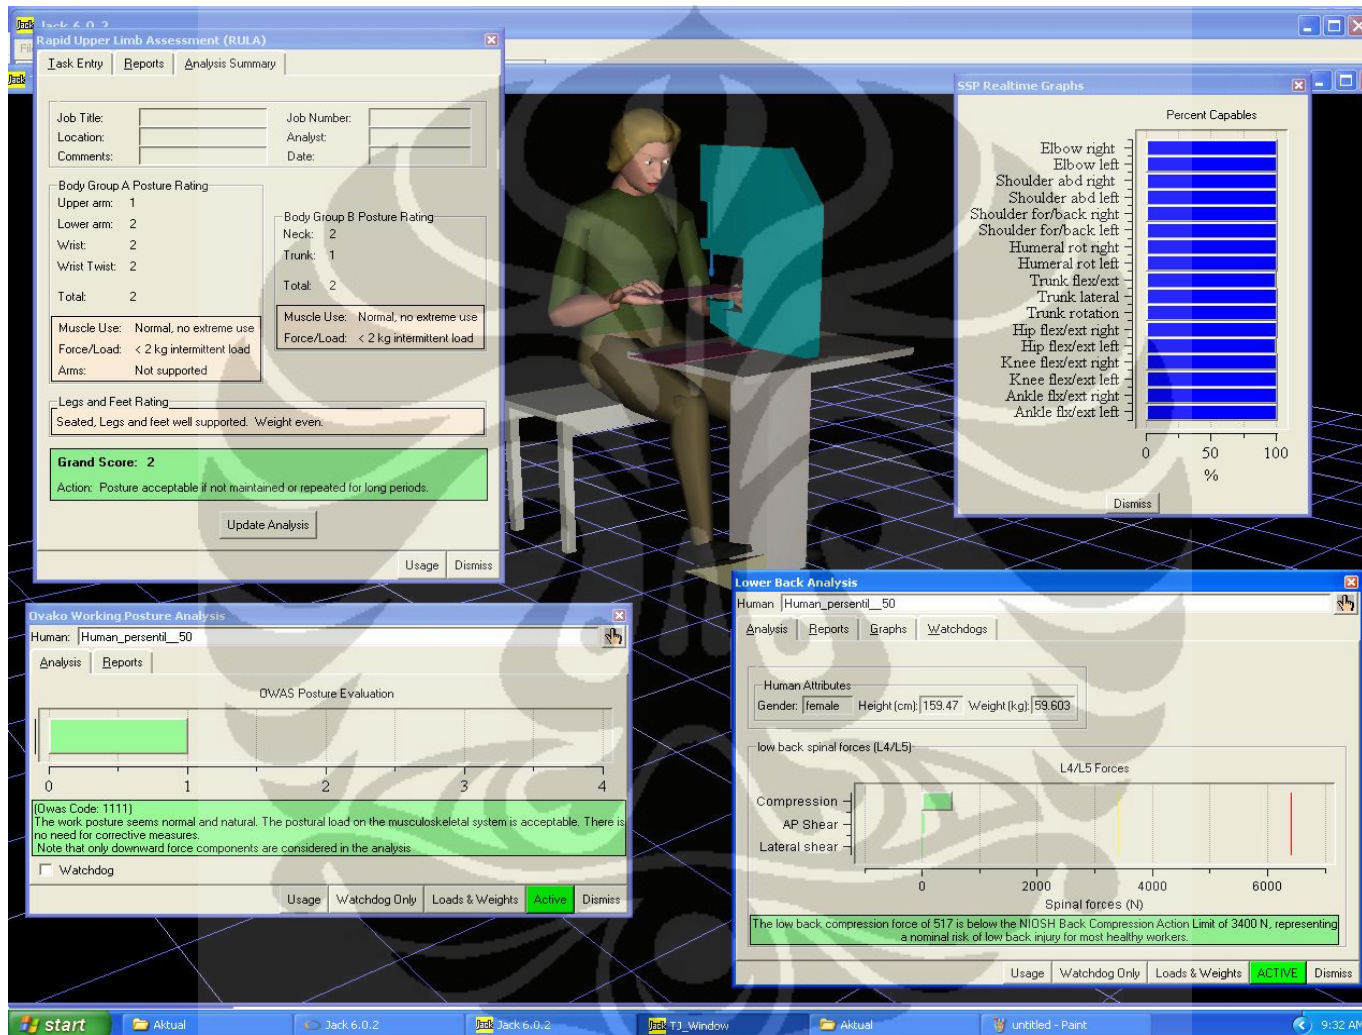 Jack 6.0.2
Rapid Upper Limb Assessment (RULA)
Task Entry Reports Analysis Summary
Job Title: Job Number:
Location: Analyst:
Comments: Date:
Body Group A Posture Rating
Upper arm: 1
Lower arm: 2
Wrist: 2
Wrist Twist: 2
Total: 2
Muscle Use: Normal, no extreme use
Force/Load: < 2 kg intermittent load
Arms: Not supported
Body Group B Posture Rating
Neck: 2
Trunk: 1
Total: 2
Muscle Use: Normal, no extreme use
Force/Load: < 2 kg intermittent load
Legs and Feet Rating
Seated, Legs and feet well supported. Weight even.
Grand Score: 2
Action: Posture acceptable if not maintained or repeated for long periods.
Update Analysis
Usage Dismiss
SSP Realtime Graphs
Percent Capables
Elbow right
Elbow left
Shoulder abd right
Shoulder abd left
Shoulder for/back right
Shoulder for/back left
Humeral rot right
Humeral rot left
Trunk flex/ext
Trunk lateral
Trunk rotation
Hip flex/ext right
Hip flex/ext left
Knee flex/ext right
Knee flex/ext left
Ankle flx/ext right
Ankle flx/ext left
0 50 100
%
Dismiss
Ovako Working Posture Analysis
Human: Human_persentil__50
Analysis Reports
OWAS Posture Evaluation
0 1 2 3 4
(Owas Code: 1111)
The work posture seems normal and natural. The postural load on the musculoskeletal system is acceptable. There is
no need for corrective measures.
Note that only downward force components are considered in the analysis
Watchdog
Usage Watchdog Only Loads & Weights Active Dismiss
Lower Back Analysis
Human Human_persentil__50
Analysis Reports Graphs Watchdogs
Human Attributes
Gender: female Height (cm): 159.47 Weight (kg): 59.603
low back spinal forces (L4/L5)
L4/L5 Forces
Compression
AP Shear
Lateral shear
0 2000 4000 6000
Spinal forces (N)
The low back compression force of 517 is below the NIOSH Back Compression Action Limit of 3400 N, representing
a nominal risk of low back injury for most healthy workers.
Usage Watchdog Only Loads & Weights ACTIVE Dismiss
start Aktual Jack 6.0.2 Jack 6.0.2 TJ_Window Aktual untitled - Paint 9:32 AM